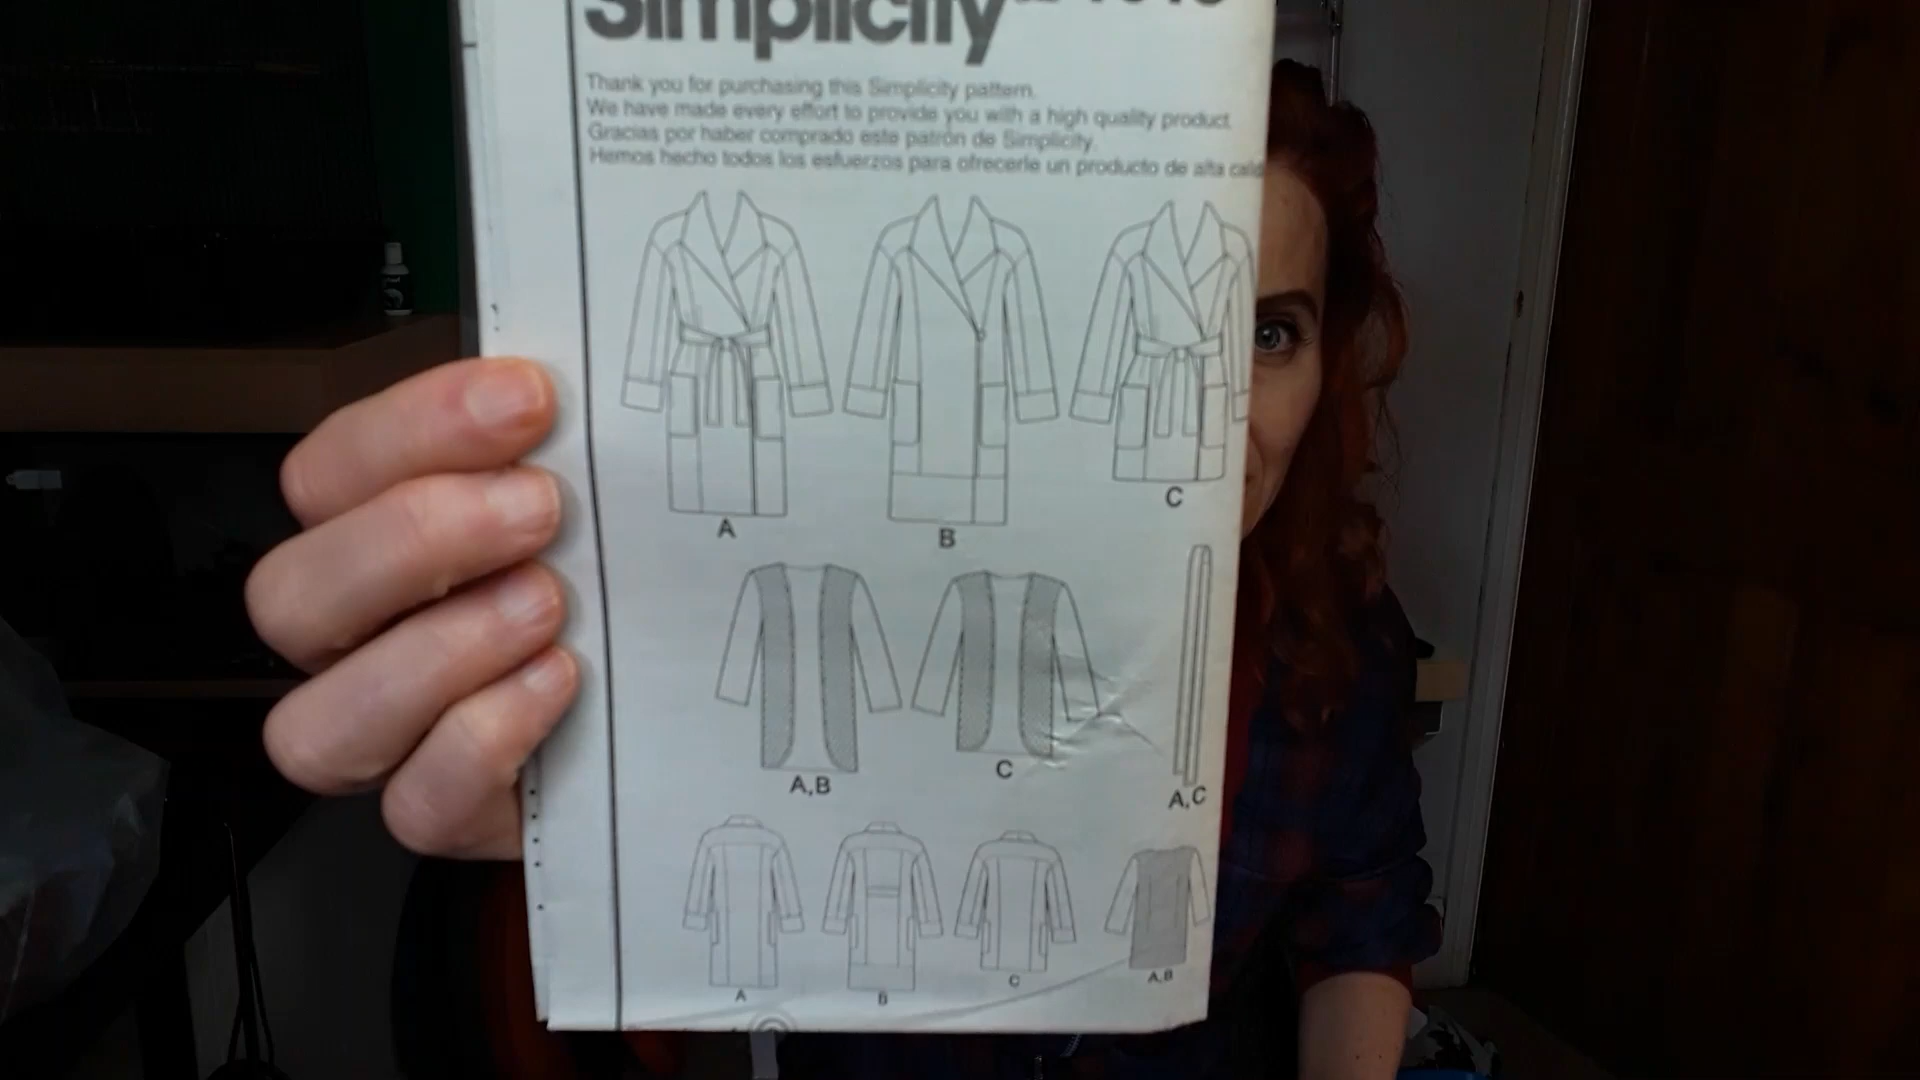 Simplicity
Thank you for purchasing this Simplicity pattern.
We have made every effort to provide you with a high quality product.
Gracias por haber comprado este patrón de Simplicity.
Hemos hecho todos los esfuerzos para ofrecerle un producto de alta
A B C
A,B C A,C
A B C A,B